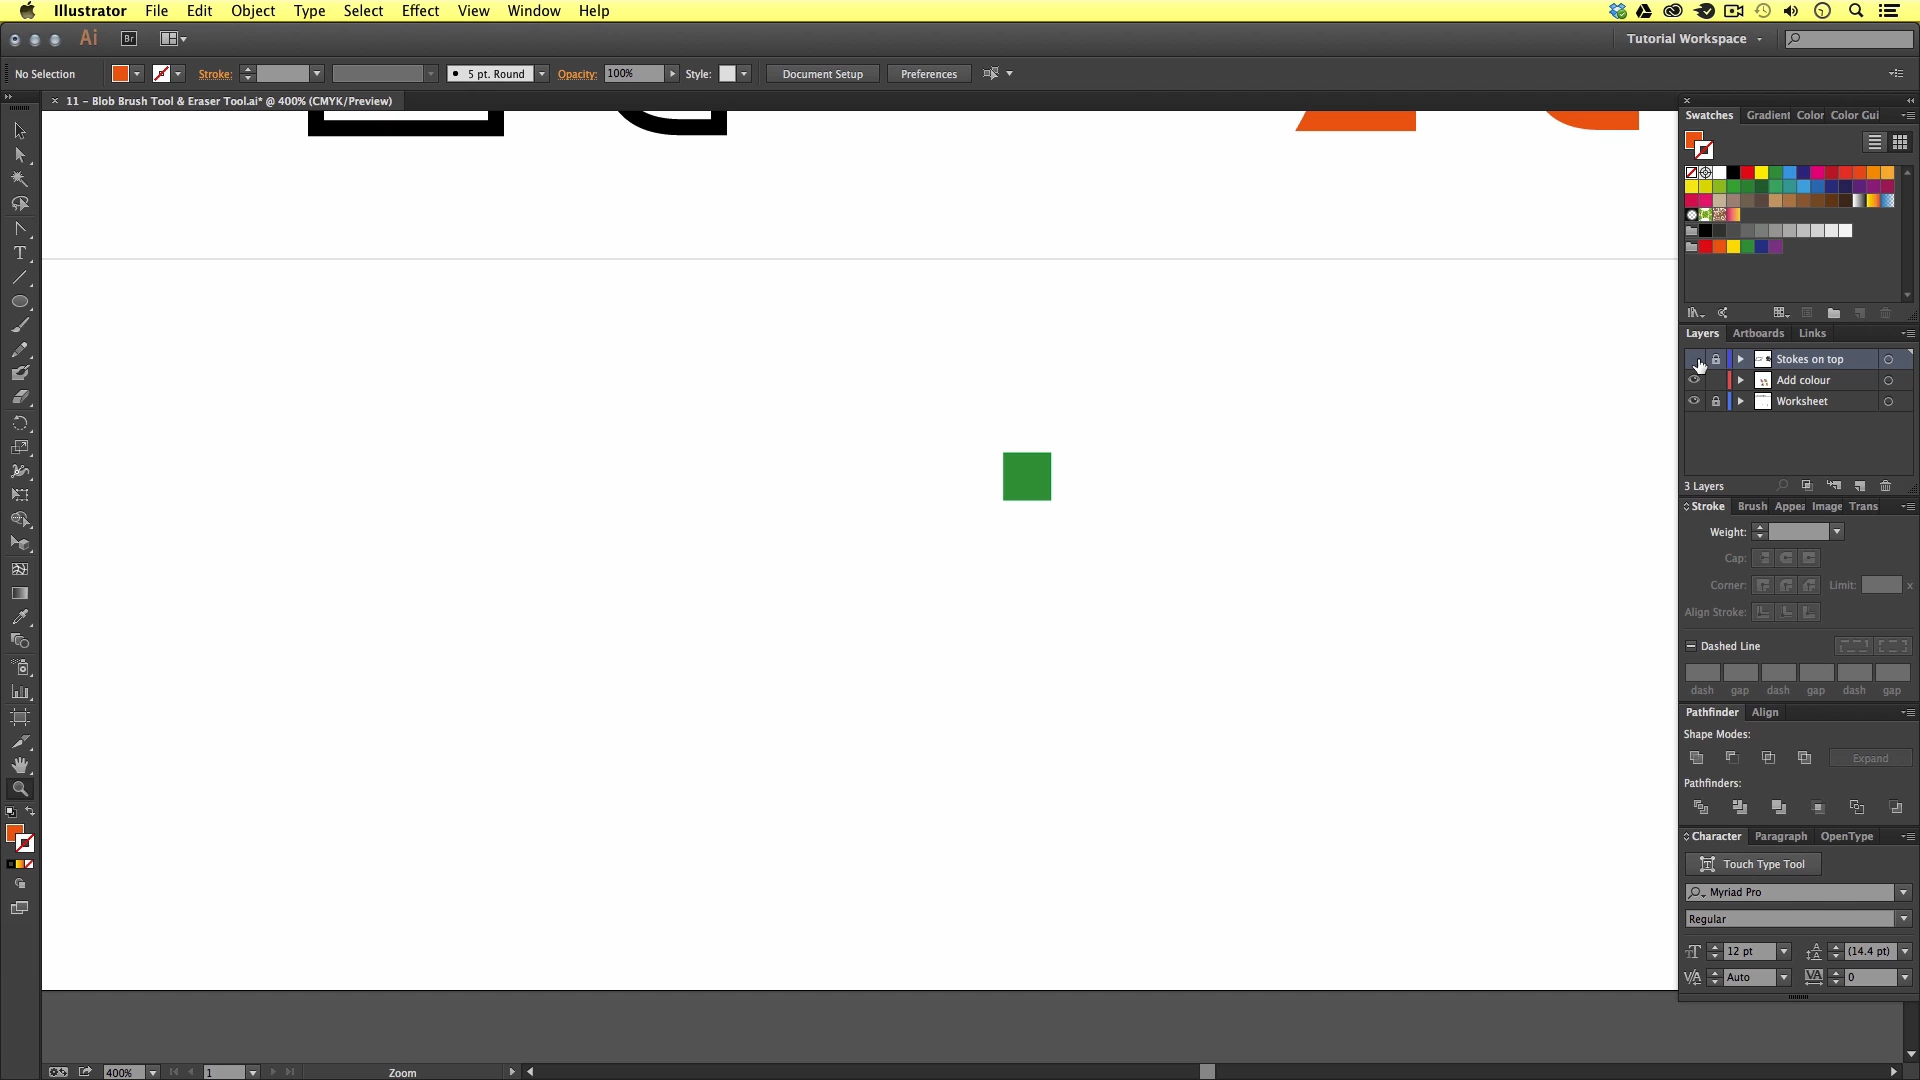 Illustrator File Edit Object Type Select Effect View Window Help
Ai Br Tutorial Workspace
No Selection Stroke: 5 pt. Round Opacity: 100% Style: Document Setup Preferences
× 11 - Blob Brush Tool & Eraser Tool.ai* @ 400% (CMYK/Preview)
Swatches Gradient Color Color Gui
Layers Artboards Links
Stokes on top
Add colour
Worksheet
3 Layers
Stroke Brush Appea Image Trans
Weight:
Cap:
Corner: Limit: x
Align Stroke:
Dashed Line
dash gap dash gap dash gap
Pathfinder Align
Shape Modes:
Expand
Pathfinders:
Character Paragraph OpenType
Touch Type Tool
Myriad Pro
Regular
12 pt (14.4 pt)
Auto 0
400% 1 Zoom